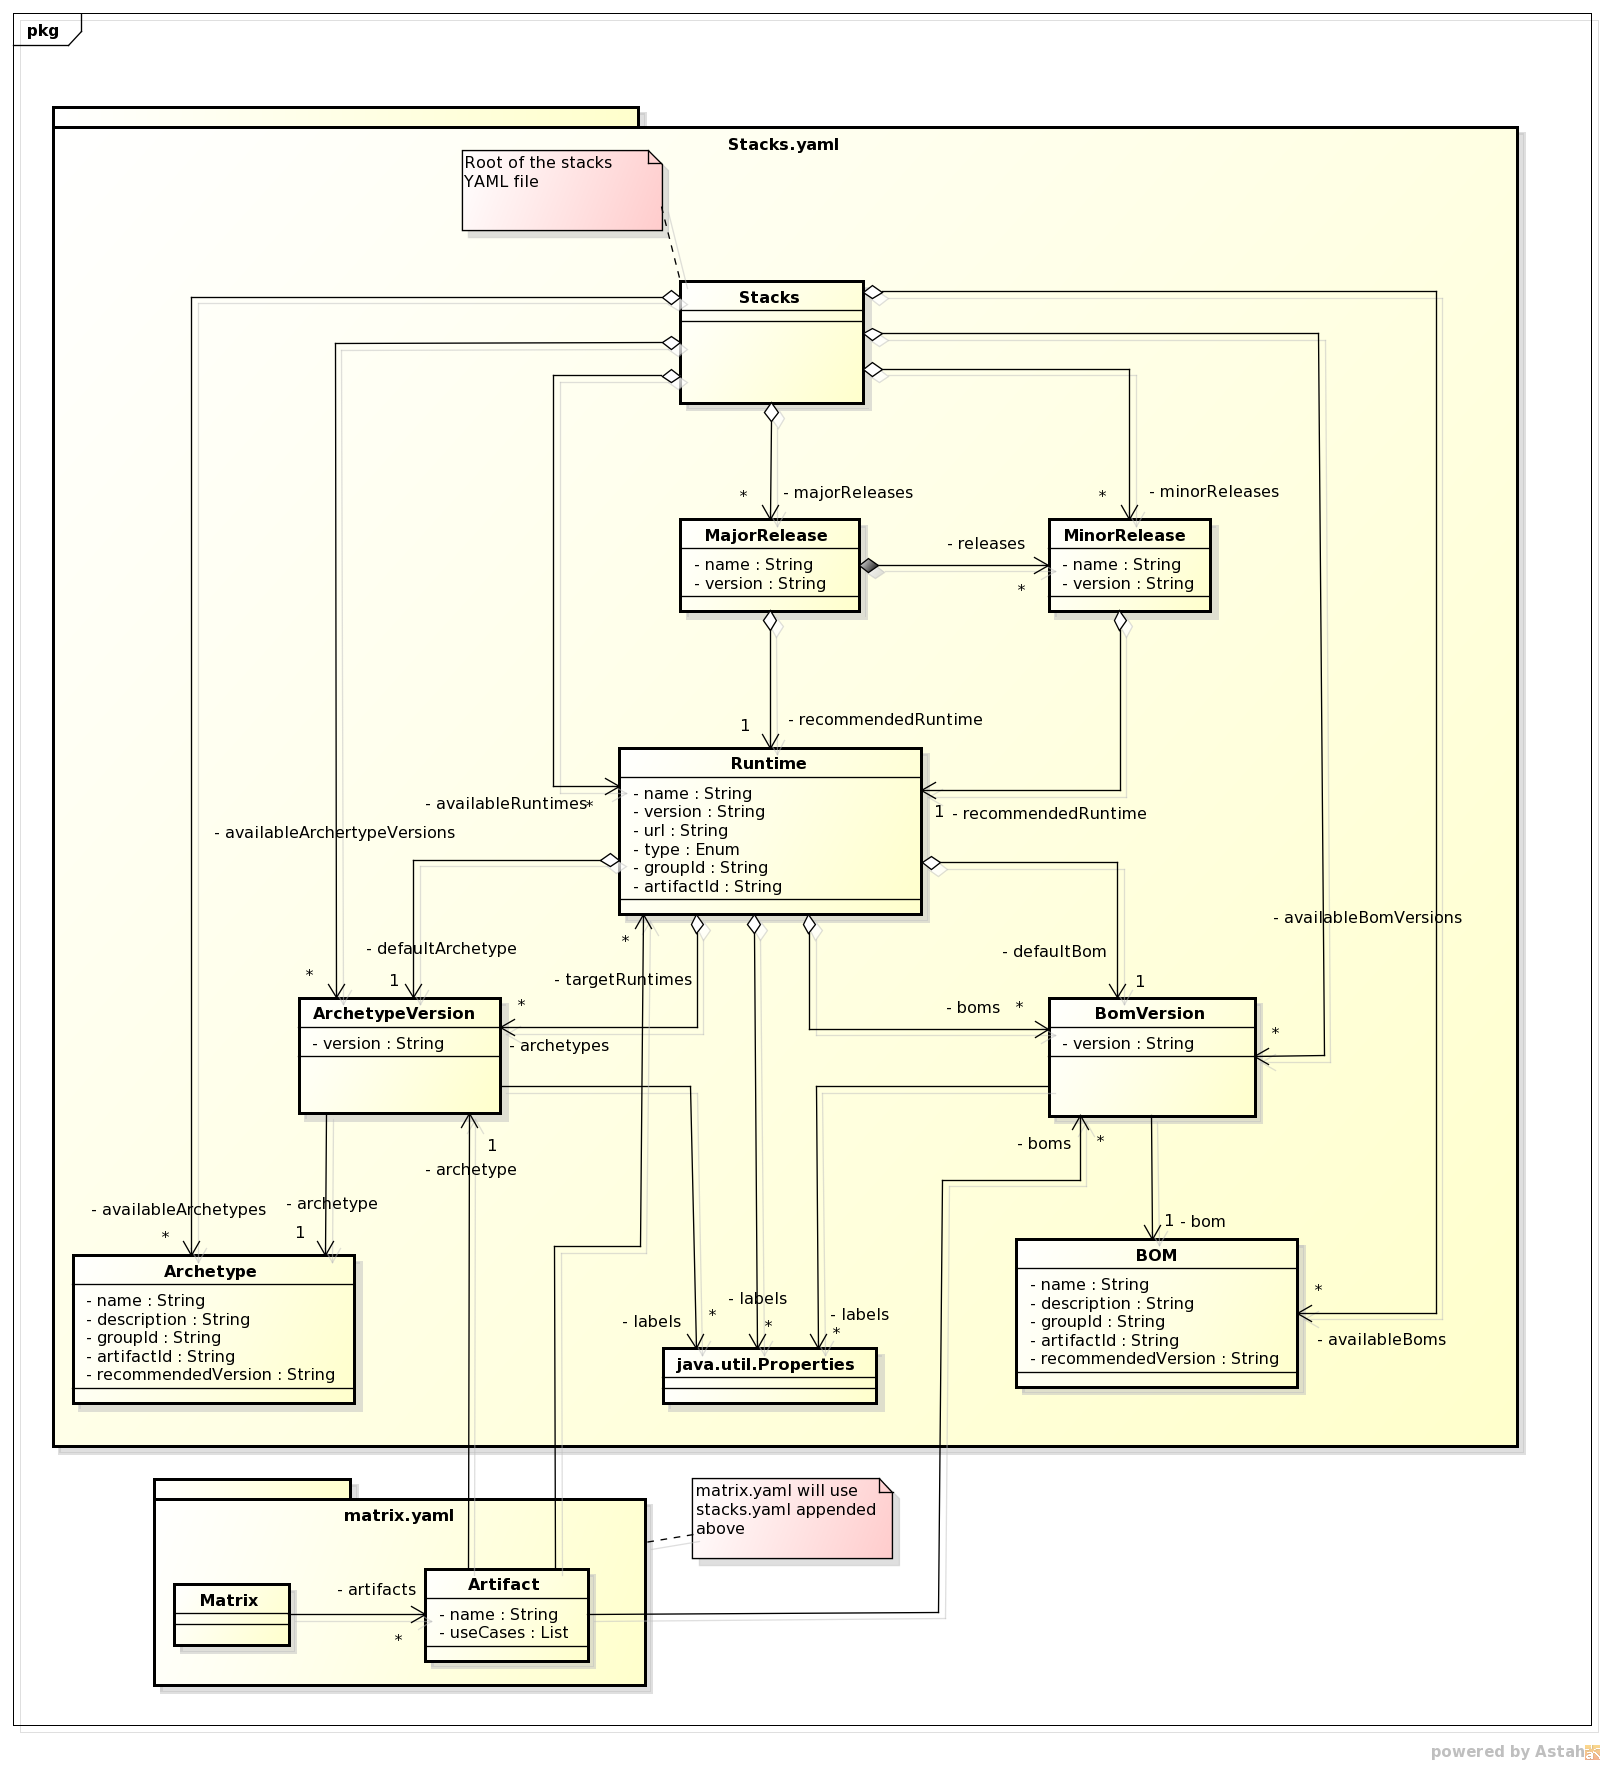 pkg
Stacks.yaml
Root of the stacks
YAML file
Stacks
*
- majorReleases
*
- minorReleases
MajorRelease
- name : String
- version : String
- releases
*
MinorRelease
- name : String
- version : String
1
- recommendedRuntime
Runtime
- name : String
- version : String
- url : String
- type : Enum
- groupId : String
- artifactId : String
- availableRuntimes
*
1
- recommendedRuntime
- availableArchertypeVersions
- availableBomVersions
*
- defaultArchetype
1
*
- targetRuntimes
*
- archetypes
- defaultBom
1
- boms
*
*
ArchetypeVersion
- version : String
BomVersion
- version : String
1
- archetype
- boms
*
- availableArchetypes
*
- archetype
1
1
- bom
Archetype
- name : String
- description : String
- groupId : String
- artifactId : String
- recommendedVersion : String
- labels
*
- labels
*
- labels
*
java.util.Properties
BOM
- name : String
- description : String
- groupId : String
- artifactId : String
- recommendedVersion : String
*
- availableBoms
matrix.yaml
matrix.yaml will use
stacks.yaml appended
above
Matrix
- artifacts
*
Artifact
- name : String
- useCases : List
powered by Astah